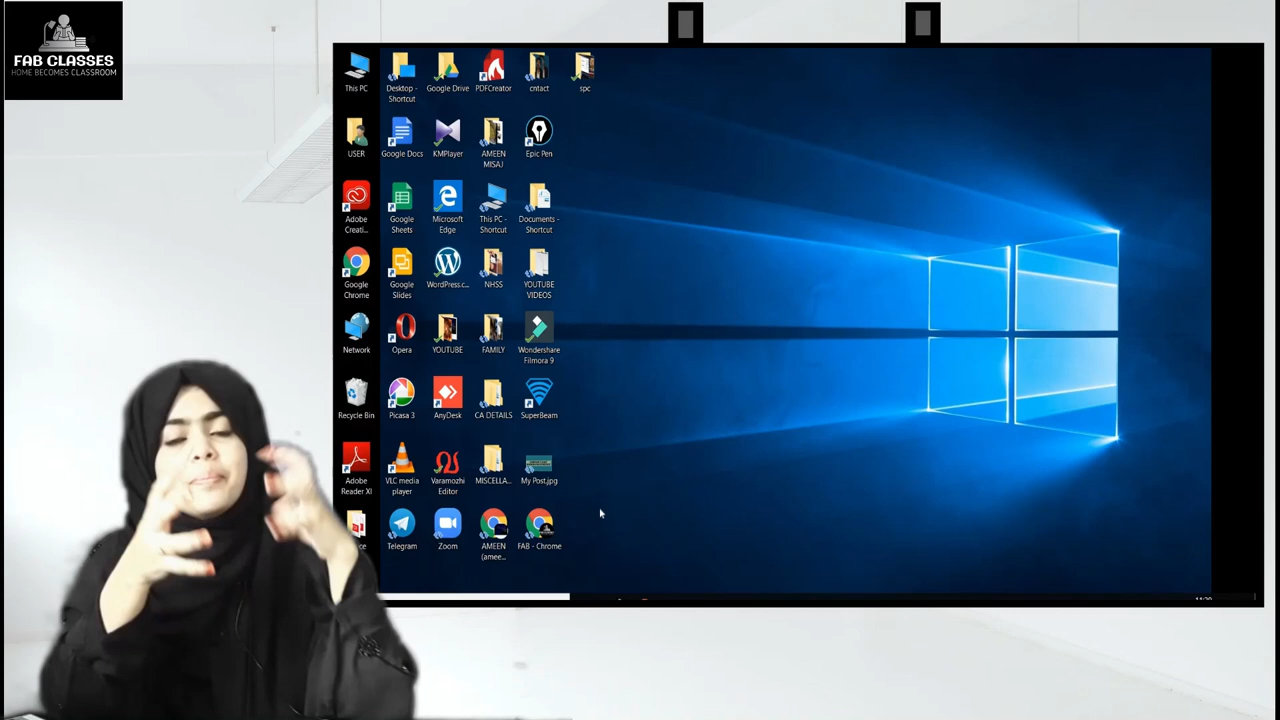 FAB CLASSES
HOME BECOMES CLASSROOM
This PC
Desktop -
Shortcut
Google Drive
PDFCreator
cntact
spc
USER
Google Docs
KMPlayer
AMEEN
MISAJ
Epic Pen
Adobe
Creati...
Google
Sheets
Microsoft
Edge
This PC -
Shortcut
Documents -
Shortcut
Google
Chrome
Google
Slides
WordPress.c...
NHSS
YOUTUBE
VIDEOS
Network
Opera
YOUTUBE
FAMILY
Wondershare
Filmora 9
Recycle Bin
Picasa 3
AnyDesk
CA DETAILS
SuperBeam
Adobe
Reader XI
VLC media
player
Varamozhi
Editor
MISCELLA...
My Post.jpg
Telegram
Zoom
AMEEN
(amee...
FAB - Chrome